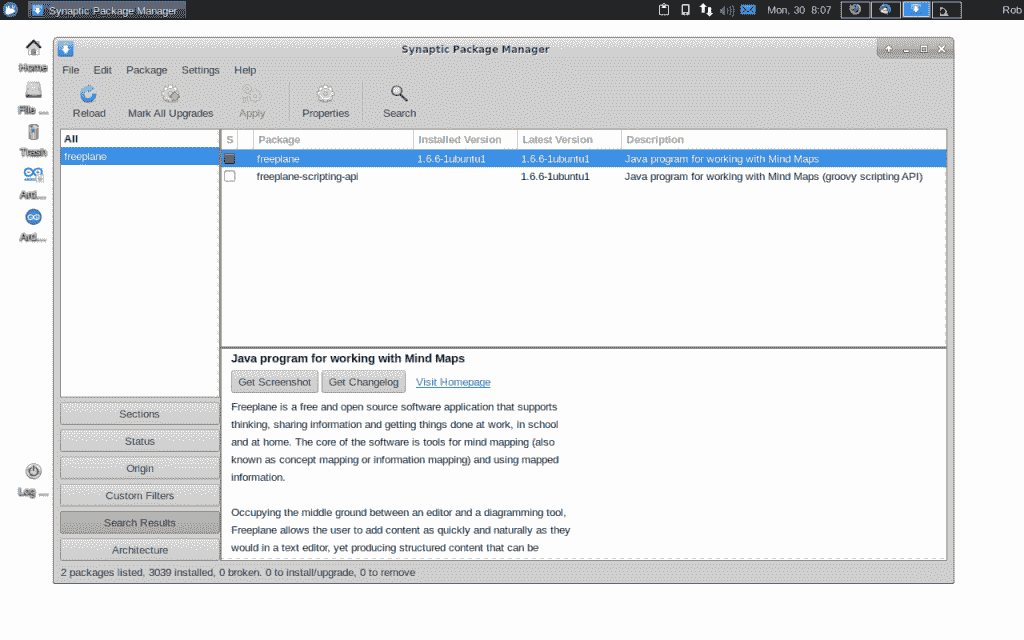 Synaptic Package Manager
Mon, 30 8:07
Rob
Home
File ...
Trash
Ard...
Ard...
Log ...
Synaptic Package Manager
File Edit Package Settings Help
Reload Mark All Upgrades Apply Properties Search
All
freeplane
S Package Installed Version Latest Version Description
freeplane 1.6.6-1ubuntu1 1.6.6-1ubuntu1 Java program for working with Mind Maps
freeplane-scripting-api 1.6.6-1ubuntu1 Java program for working with Mind Maps (groovy scripting API)
Java program for working with Mind Maps
Get Screenshot Get Changelog Visit Homepage
Freeplane is a free and open source software application that supports
thinking, sharing information and getting things done at work, in school
and at home. The core of the software is tools for mind mapping (also
known as concept mapping or information mapping) and using mapped
information.
Occupying the middle ground between an editor and a diagramming tool,
Freeplane allows the user to add content as quickly and naturally as they
would in a text editor, yet producing structured content that can be
Sections
Status
Origin
Custom Filters
Search Results
Architecture
2 packages listed, 3039 installed, 0 broken. 0 to install/upgrade, 0 to remove